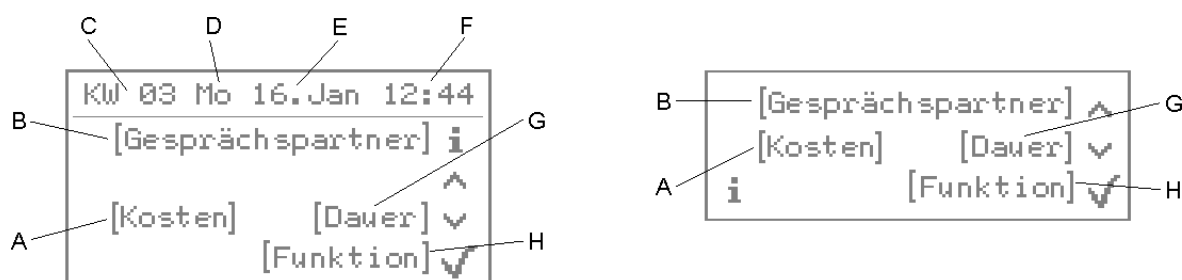 C D E F
KW 03 Mo 16.Jan 12:44
B [Gesprächspartner] i G
A [Kosten] [Dauer]
[Funktion] H
B [Gesprächspartner] G
A [Kosten] [Dauer]
i [Funktion] H